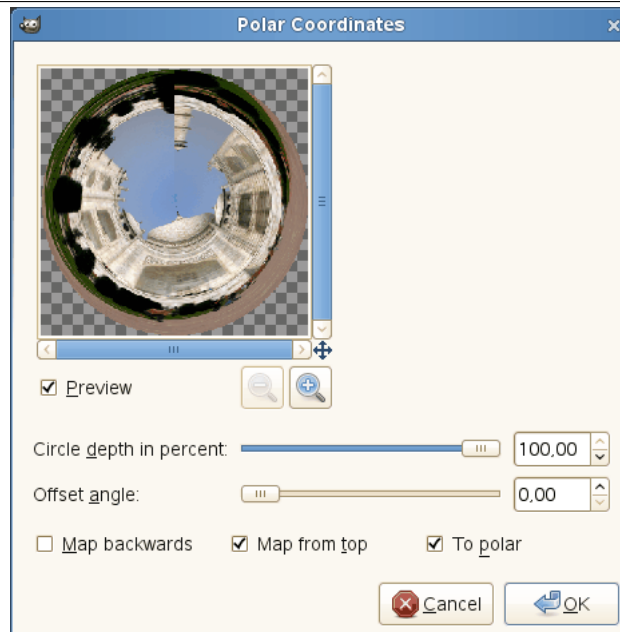 Polar Coordinates
Preview
Circle depth in percent: 100,00
Offset angle: 0,00
Map backwards Map from top To polar
Cancel OK